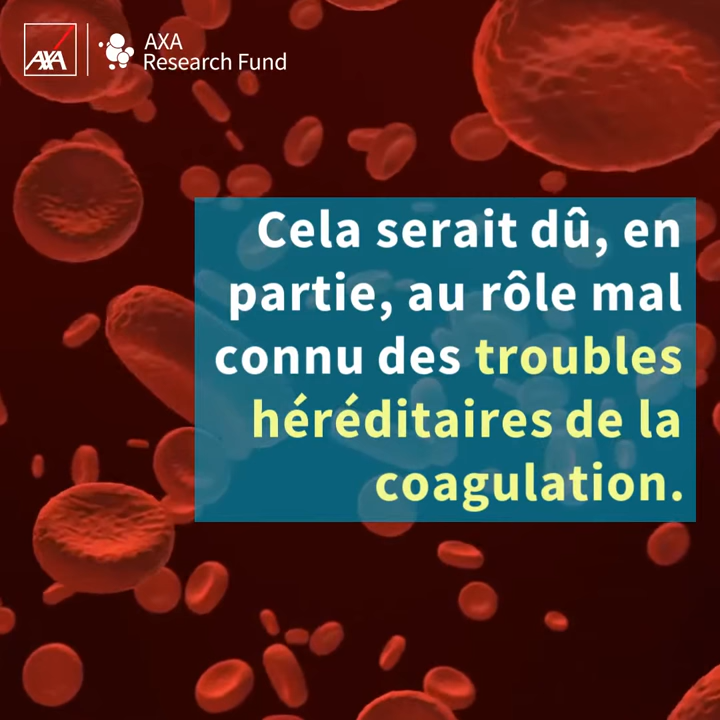 AXA
AXA
Research Fund
Cela serait dû, en
partie, au rôle mal
connu des troubles
héréditaires de la
coagulation.